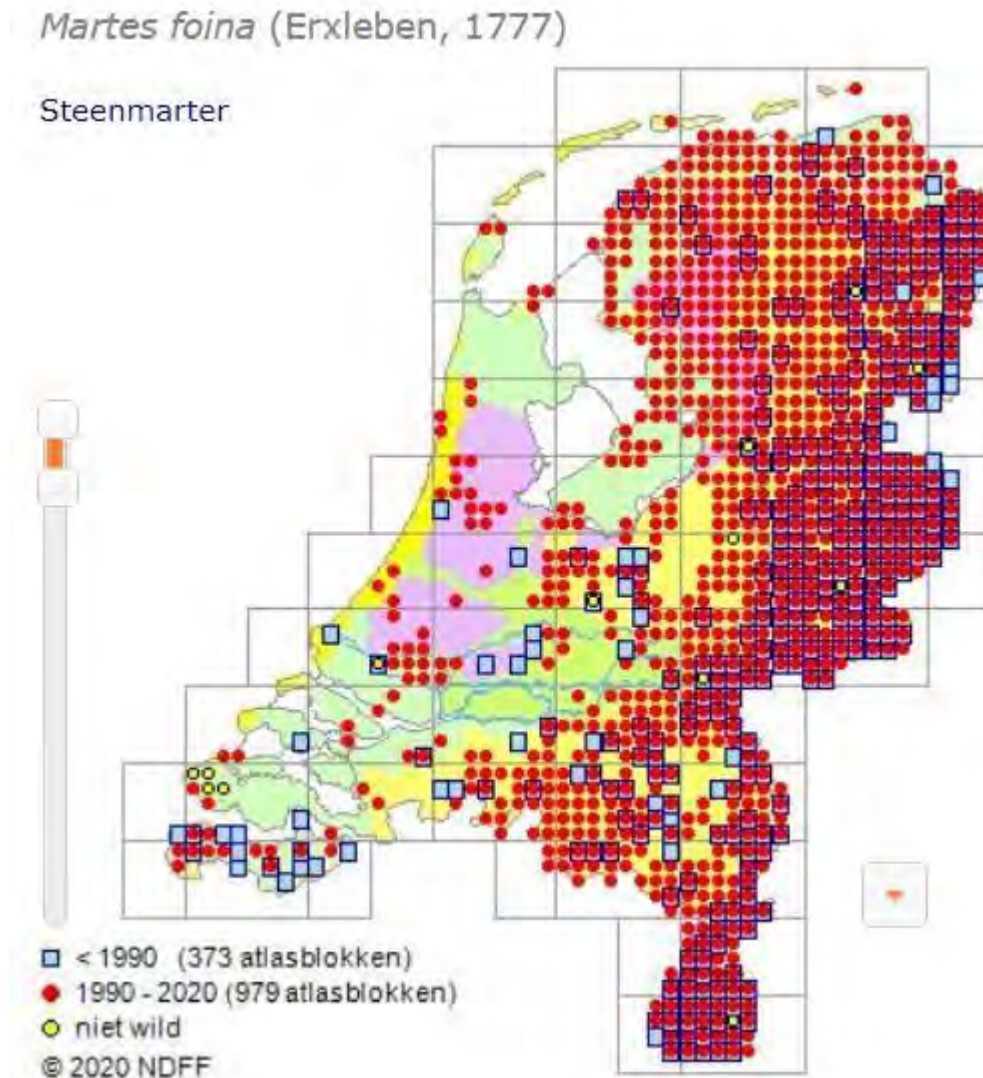 Martes foina (Erxleben, 1777)
Steenmarter
< 1990 (373 atlasblokken)
1990 - 2020 (979 atlasblokken)
niet wild
© 2020 NDFF